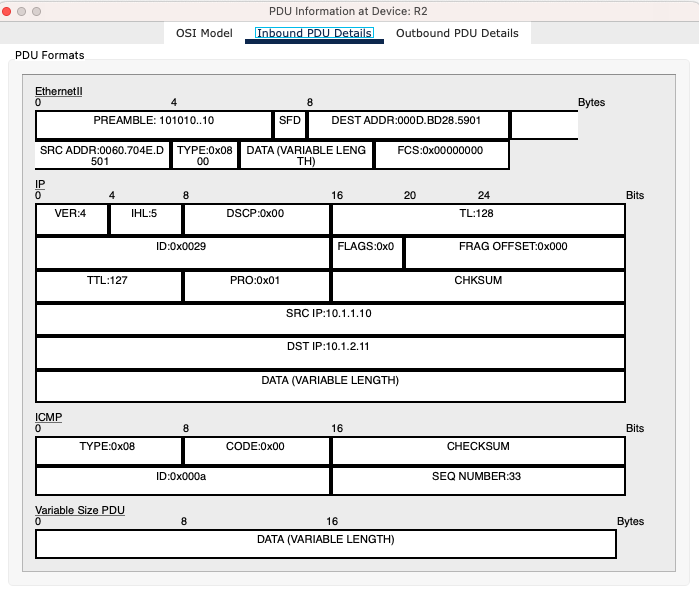 PDU Information at Device: R2
OSI Model Inbound PDU Details Outbound PDU Details
PDU Formats
EthernetII
0 4 8 Bytes
PREAMBLE: 101010..10 SFD DEST ADDR:000D.BD28.5901
SRC ADDR:0060.704E.D TYPE:0x08 DATA (VARIABLE LENG FCS:0x00000000
501 00 TH)
IP
0 4 8 16 20 24 Bits
VER:4 IHL:5 DSCP:0x00 TL:128
ID:0x0029 FLAGS:0x0 FRAG OFFSET:0x000
TTL:127 PRO:0x01 CHKSUM
SRC IP:10.1.1.10
DST IP:10.1.2.11
DATA (VARIABLE LENGTH)
ICMP
0 8 16 Bits
TYPE:0x08 CODE:0x00 CHECKSUM
ID:0x000a SEQ NUMBER:33
Variable Size PDU
0 8 16 Bytes
DATA (VARIABLE LENGTH)